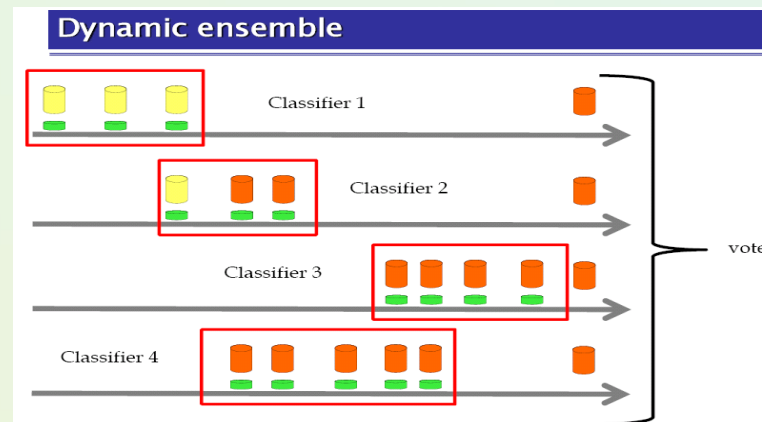 Dynamic ensemble
Classifier 1
Classifier 2
Classifier 3
vote
Classifier 4